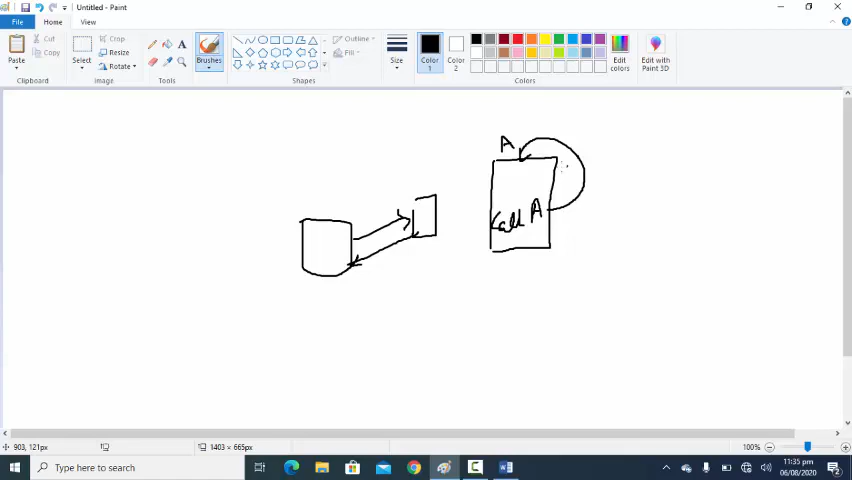 Untitled - Paint
File Home View
Cut
Copy
Paste
Clipboard
Crop
Resize
Rotate
Select
Image
Tools
Brushes
Outline
Fill
Shapes
Size
Color 1
Color 2
Edit colors
Edit with Paint 3D
Colors
A
Call A
903, 121px
1403 × 665px
100%
Type here to search
11:35 pm
06/08/2020
2